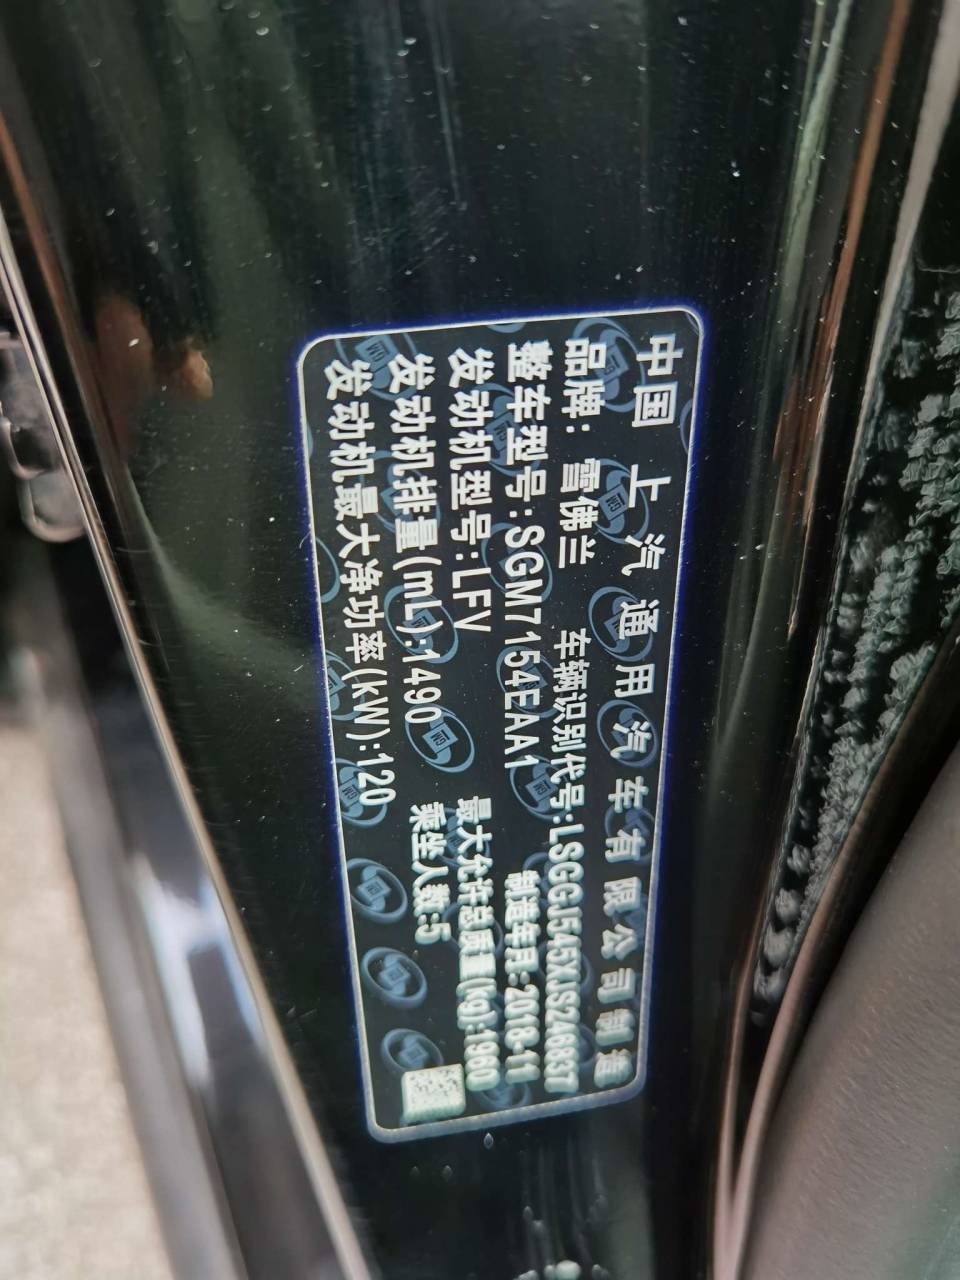 中国 上汽通用汽车有限公司制造
品牌: 雪佛兰 车辆识别代号:LSGGJ545XJS246837
整车型号:SGM7154EAA1 制造年月:2018-11
发动机型号:LFV 最大允许总质量(kg):1960
发动机排量(mL):1490 乘坐人数:5
发动机最大净功率(kW):120